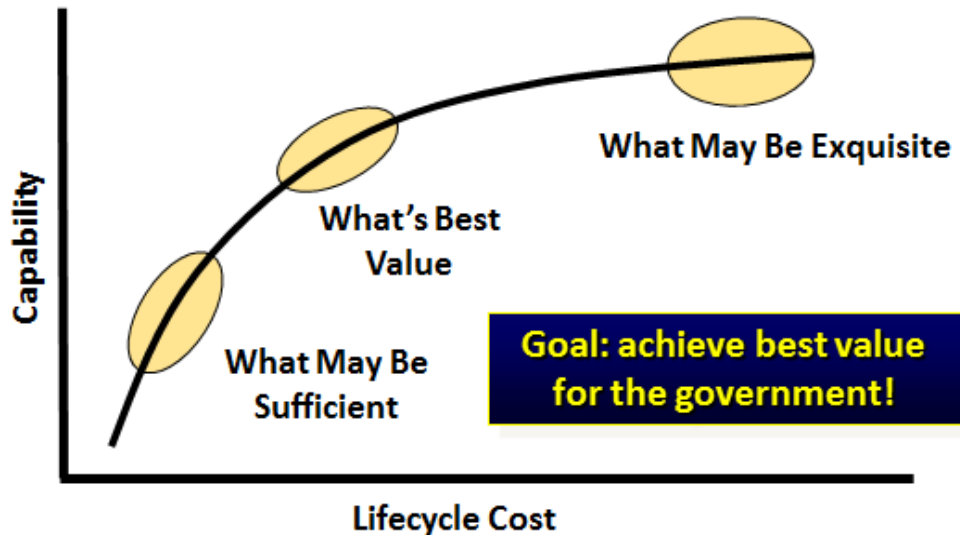 Capability
What May Be Exquisite
What's Best
Value
What May Be
Sufficient
Goal: achieve best value
for the government!
Lifecycle Cost